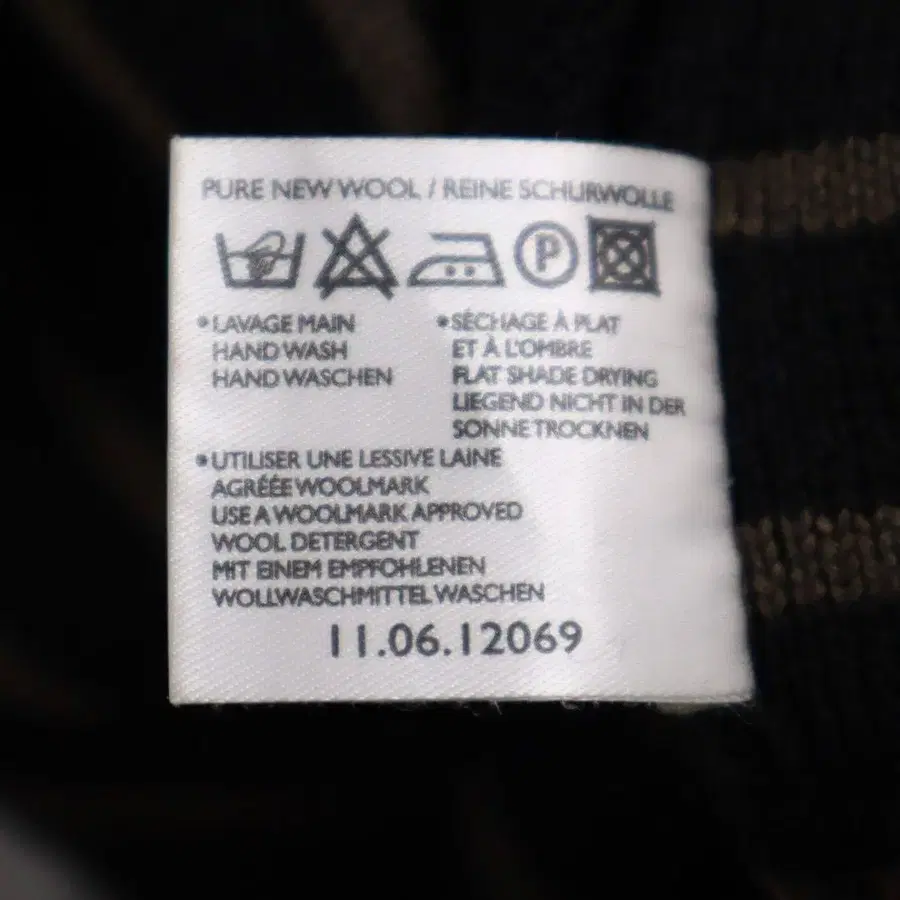 PURE NEW WOOL / REINE SCHURWOLLE
P
•LAVAGE MAIN
HAND WASH
HAND WASCHEN
•SÉCHAGE À PLAT
ET À L'OMBRE
FLAT SHADE DRYING
LIEGEND NICHT IN DER
SONNE TROCKNEN
•UTILISER UNE LESSIVE LAINE
AGRÉÉE WOOLMARK
USE A WOOLMARK APPROVED
WOOL DETERGENT
MIT EINEM EMPFOHLENEN
WOLLWASCHMITTEL WASCHEN
11.06.12069